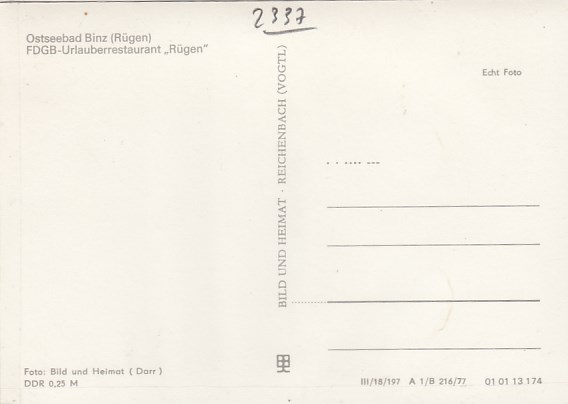 2337
Ostseebad Binz (Rügen)
FDGB-Urlauberrestaurant „Rügen"
Echt Foto
BILD UND HEIMAT · REICHENBACH (VOGTL)
Foto: Bild und Heimat (Darr)
DDR 0,25 M
III/18/197 A 1/B 216/77 01 01 13 174